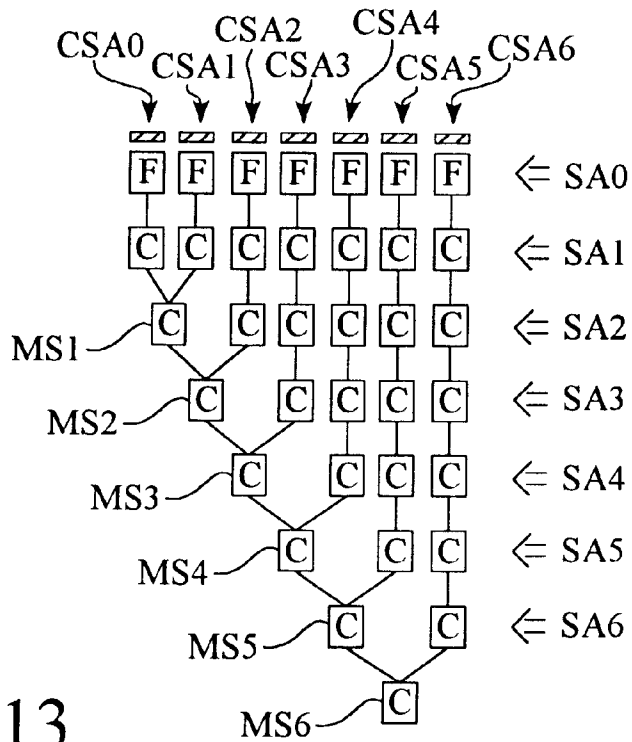 CSA0 CSA1 CSA2 CSA3 CSA4 CSA5 CSA6
F F F F F F F SA0
C C C C C C C SA1
MS1 C C C C C C SA2
MS2 C C C C C SA3
MS3 C C C C SA4
MS4 C C C SA5
MS5 C C SA6
MS6 C
13